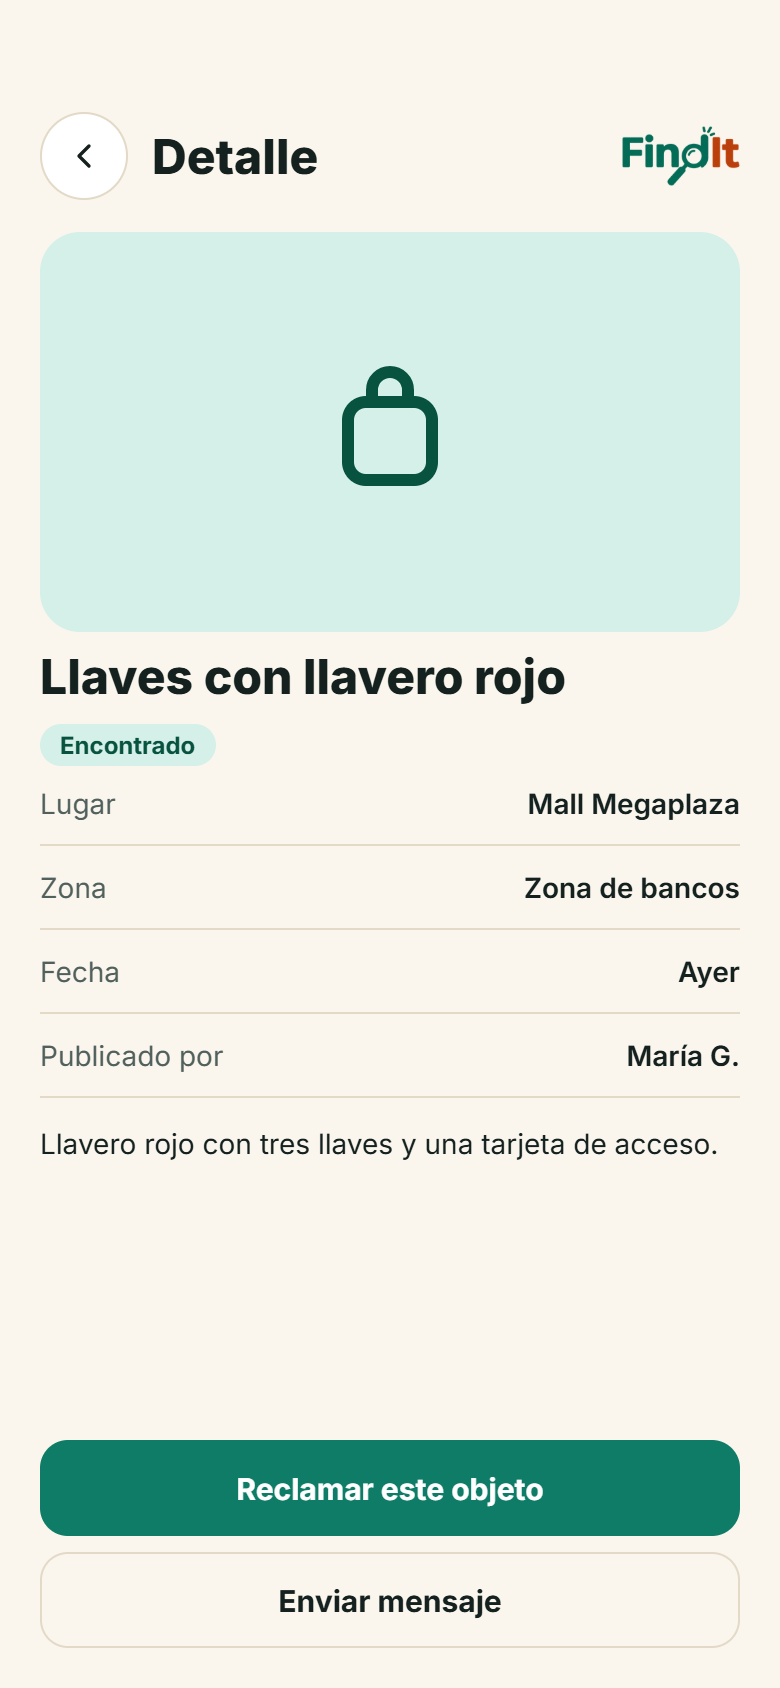 Detalle
FindIt
Llaves con llavero rojo
Encontrado
Lugar Mall Megaplaza
Zona Zona de bancos
Fecha Ayer
Publicado por María G.
Llavero rojo con tres llaves y una tarjeta de acceso.
Reclamar este objeto
Enviar mensaje